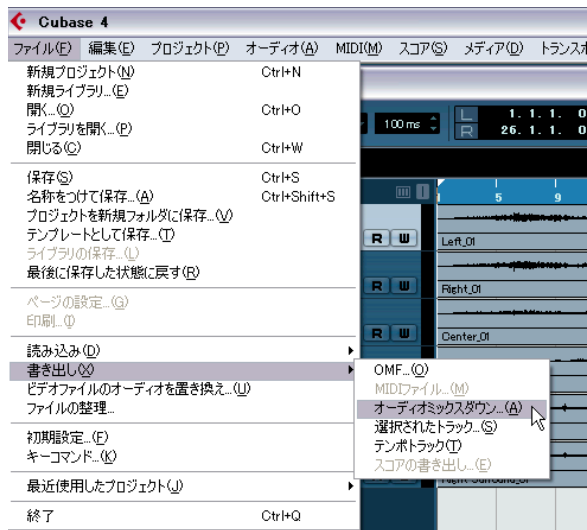 Cubase 4
ファイル(F) 編集(E) プロジェクト(P) オーディオ(A) MIDI(M) スコア(S) メディア(D) トランスポ
新規プロジェクト(N) Ctrl+N
新規ライブラリ...(E)
開く...(O) Ctrl+O
ライブラリを開く...(P)
閉じる(C) Ctrl+W
保存(S) Ctrl+S
名称をつけて保存...(A) Ctrl+Shift+S
プロジェクトを新規フォルダに保存...(V)
テンプレートとして保存...(T)
ライブラリの保存...(L)
最後に保存した状態に戻す(R)
ページの設定...(G)
印刷...(I)
読み込み(D)
書き出し(X)
ビデオファイルのオーディオを置き換え...(U)
ファイルの整理...
初期設定...(F)
キーコマンド...(K)
最近使用したプロジェクト(J)
終了 Ctrl+Q
OMF...(O)
MIDIファイル...(M)
オーディオミックスダウン...(A)
選択されたトラック...(S)
テンポトラック(T)
スコアの書き出し...(E)
100 ms
L 1. 1. 1. 0
R 26. 1. 1. 0
5 9
R W Left_01
R W Right_01
R W Center_01